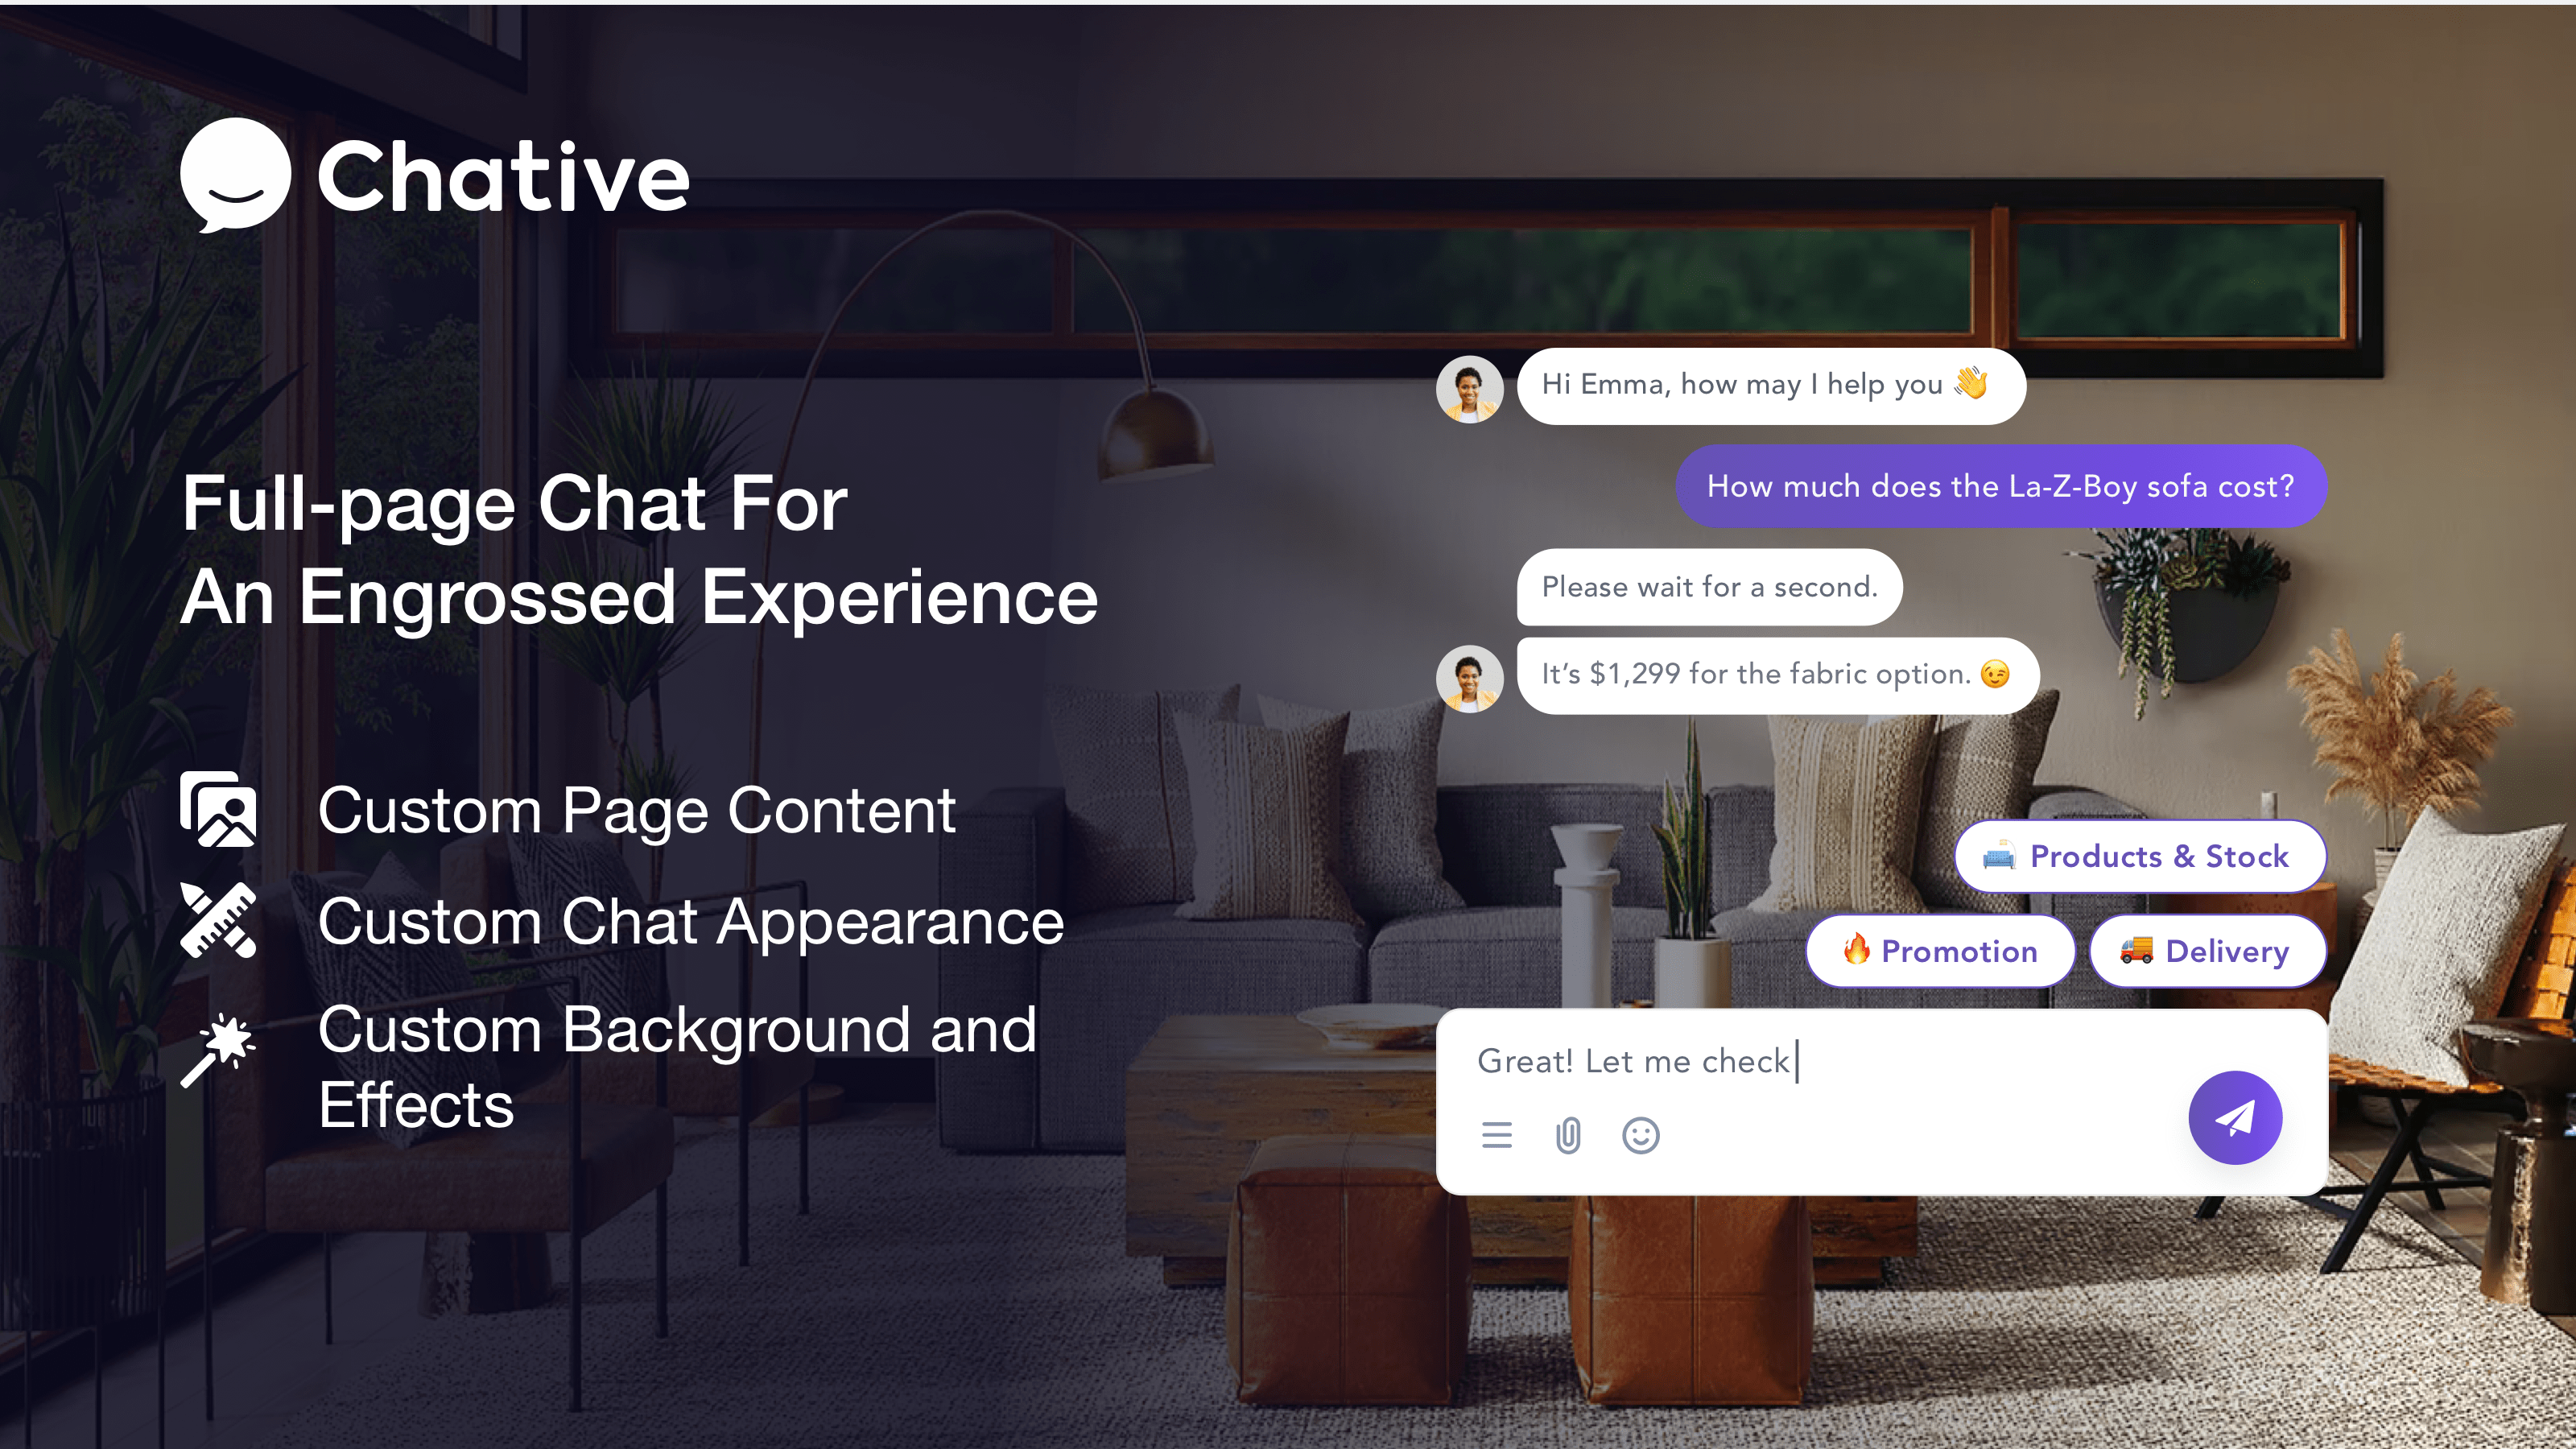 Chative
Full-page Chat For
An Engrossed Experience
Custom Page Content
Custom Chat Appearance
Custom Background and
Effects
Hi Emma, how may I help you 👋
How much does the La-Z-Boy sofa cost?
Please wait for a second.
It’s $1,299 for the fabric option. 😉
🛋️ Products & Stock
🔥 Promotion
🚚 Delivery
Great! Let me check